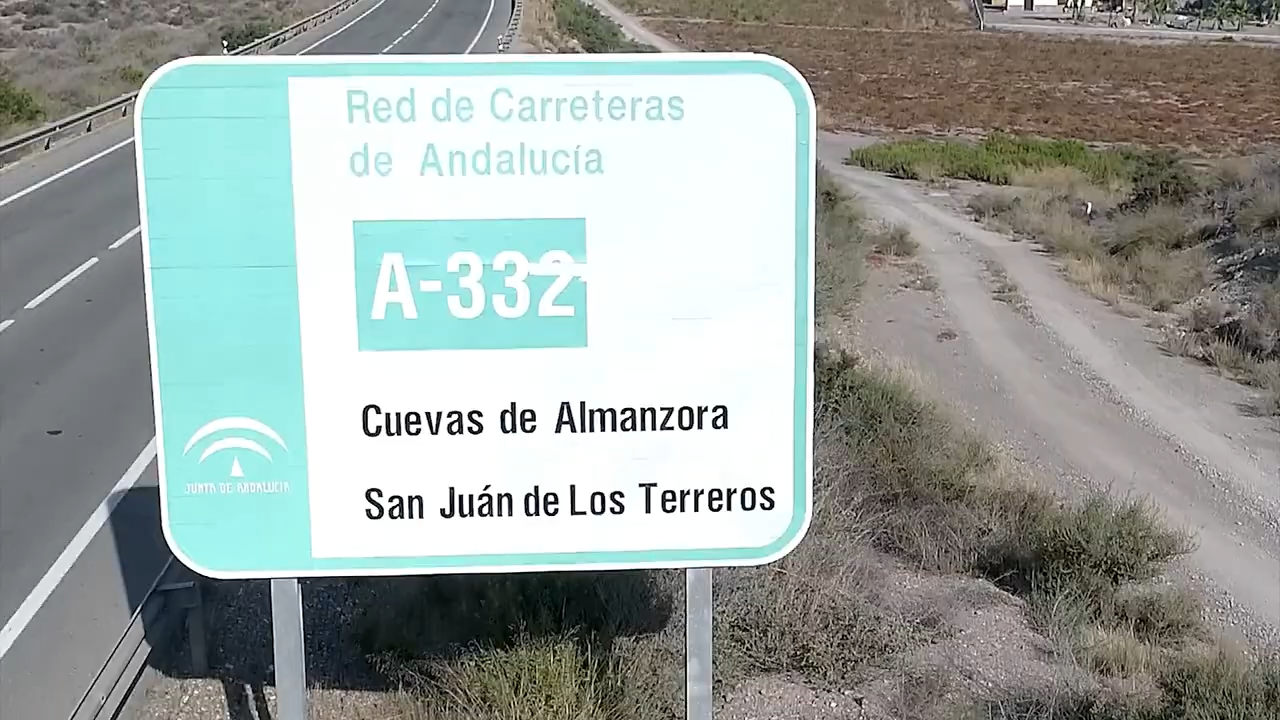 Red de Carreteras
de Andalucía
A-332
Cuevas de Almanzora
San Juán de Los Terreros
JUNTA DE ANDALUCIA